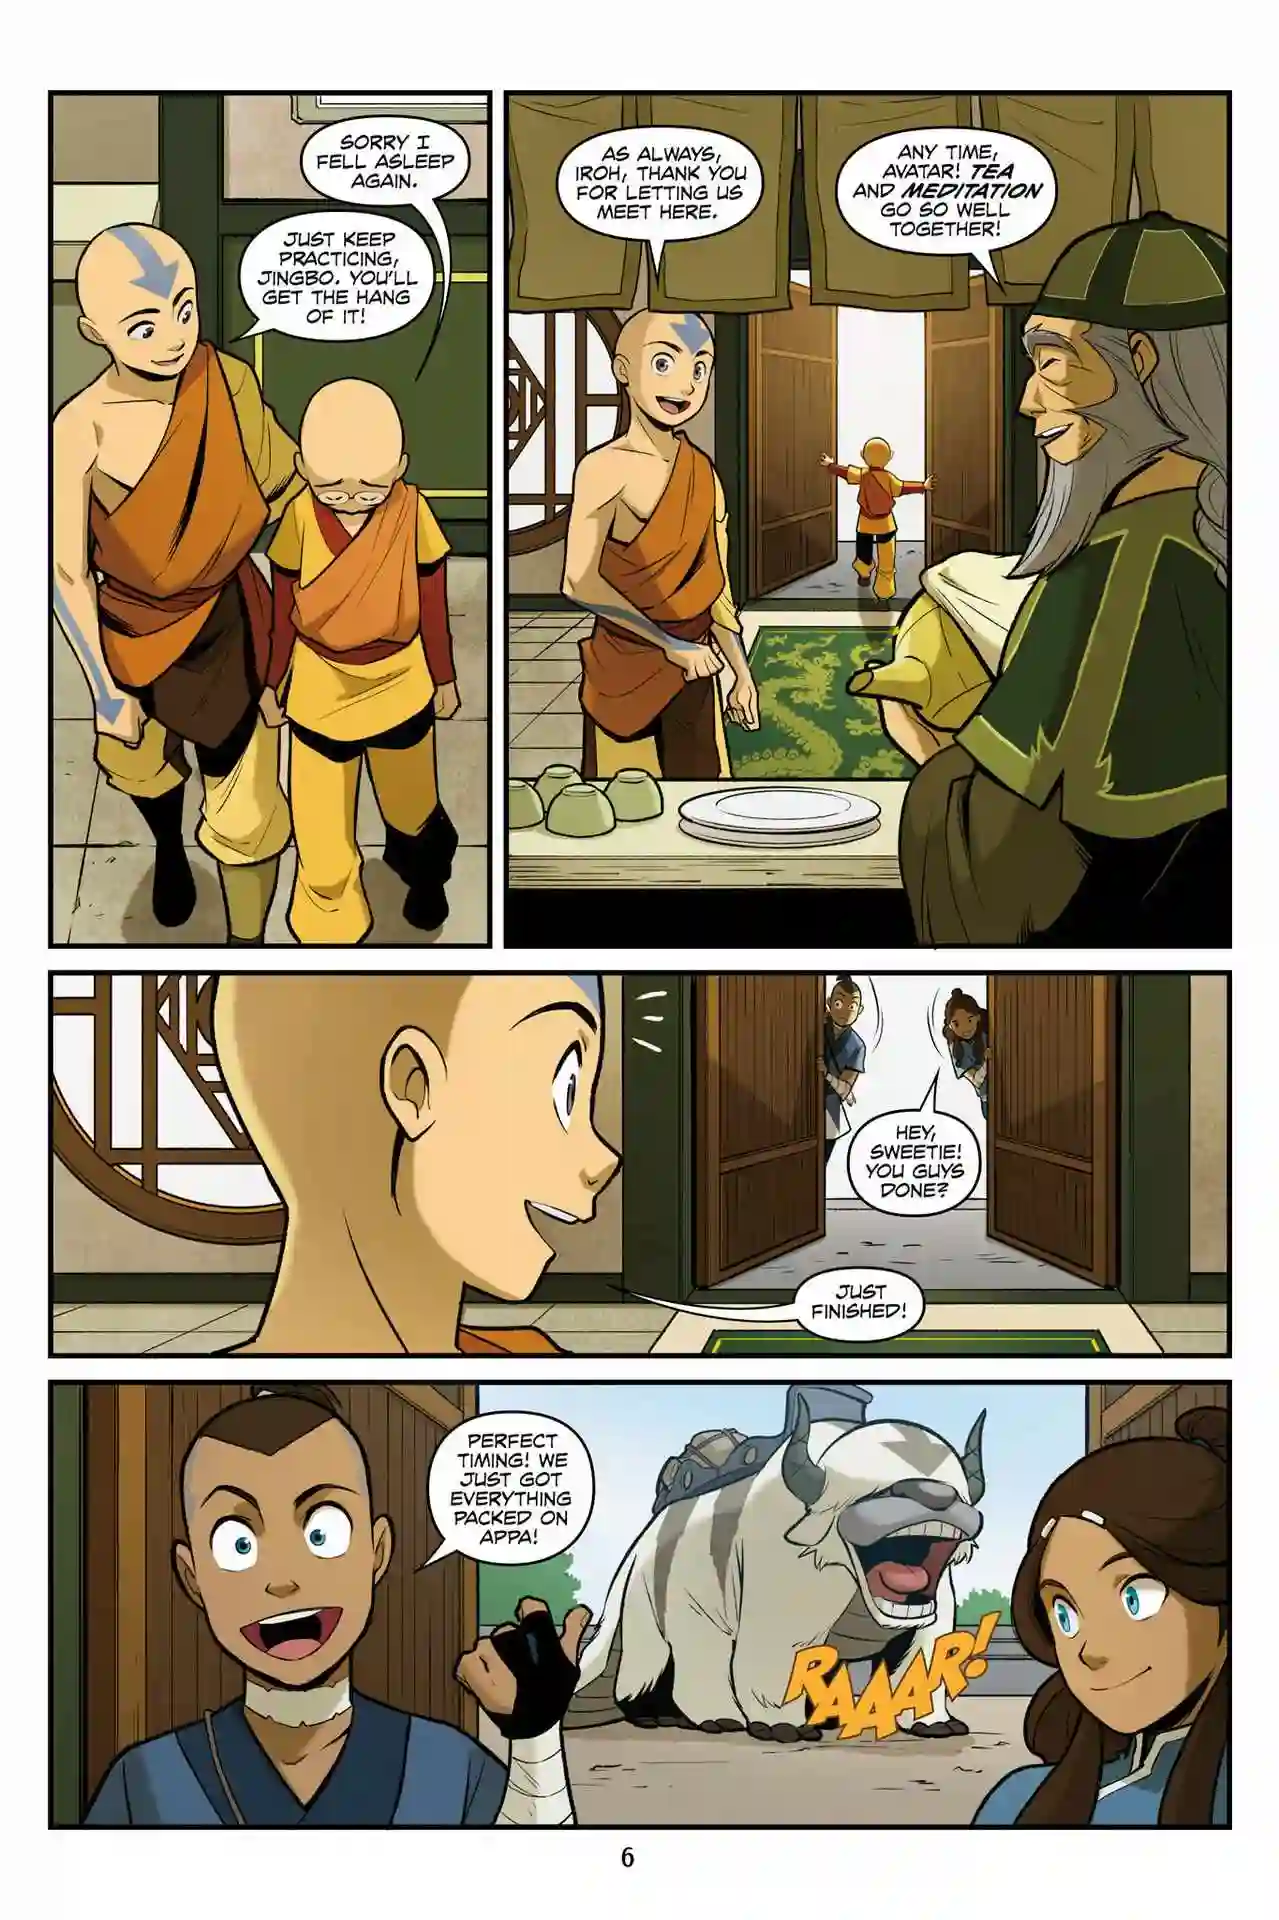 SORRY I
FELL ASLEEP
AGAIN.
JUST KEEP
PRACTICING,
JINGBO. YOU'LL
GET THE HANG
OF IT!
AS ALWAYS,
IROH, THANK YOU
FOR LETTING US
MEET HERE.
ANY TIME,
AVATAR! TEA
AND MEDITATION
GO SO WELL
TOGETHER!
HEY,
SWEETIE!
YOU GUYS
DONE?
JUST
FINISHED!
PERFECT
TIMING! WE
JUST GOT
EVERYTHING
PACKED ON
APPA!
RAAAR!
6